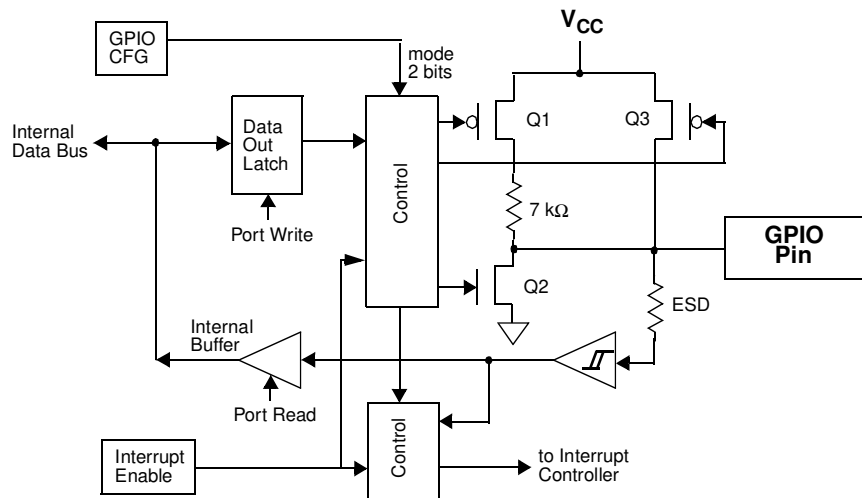 GPIO
CFG
mode
2 bits
VCC
Internal
Data Bus
Data
Out
Latch
Control
Q1
Q3
7 kΩ
Port Write
GPIO
Pin
Q2
ESD
Internal
Buffer
Port Read
Interrupt
Enable
Control
to Interrupt
Controller